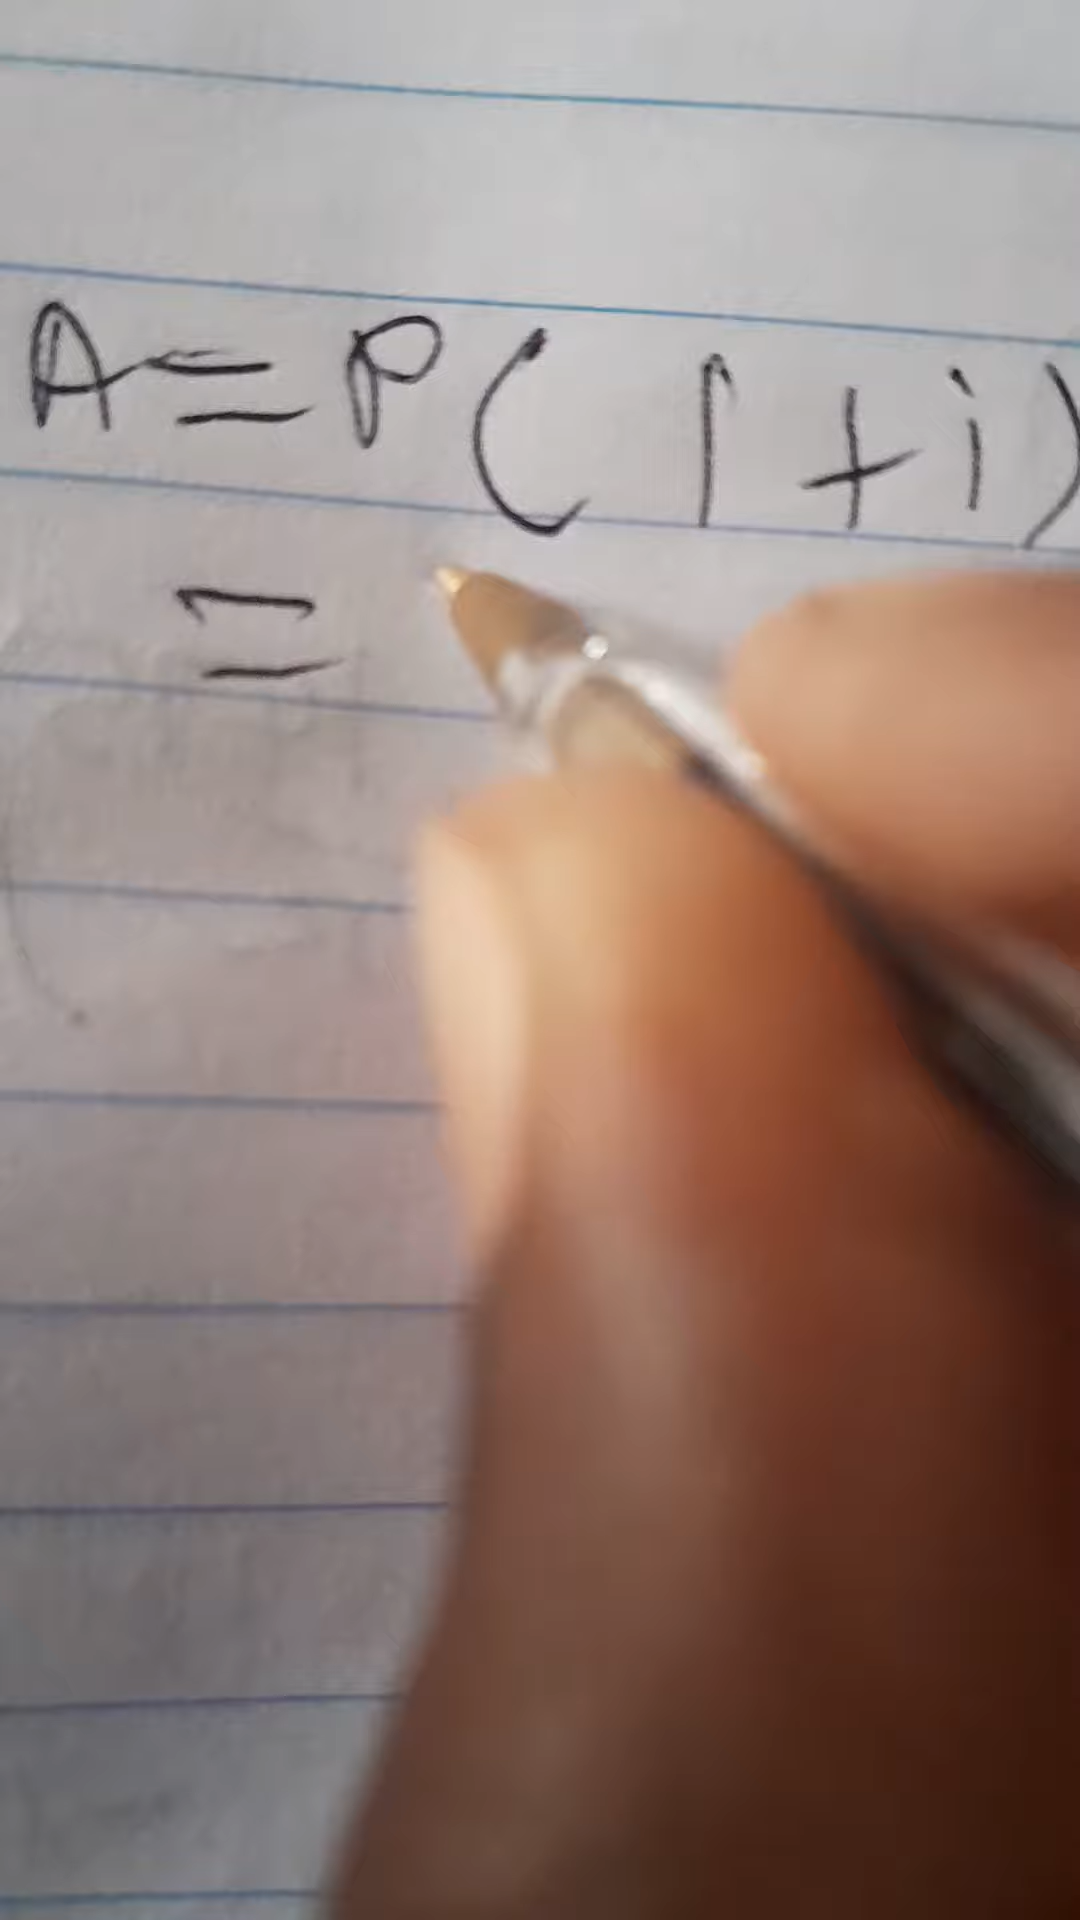 A = P ( 1 + i )
=